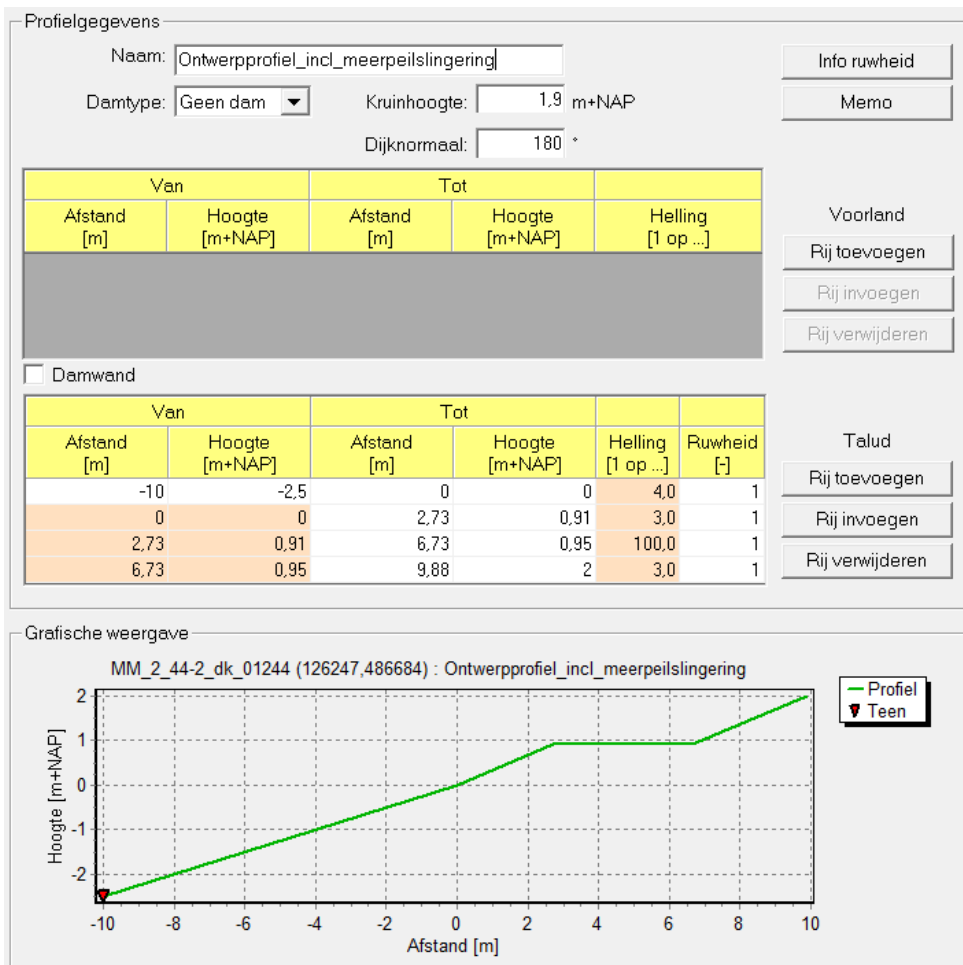 Profielgegevens
Naam: Ontwerpprofiel_incl_meerpeilslingering Info ruwheid
Damtype: Geen dam Kruinhoogte: 1,9 m+NAP Memo
Dijknormaal: 180 °
Van Tot
Afstand [m] Hoogte [m+NAP] Afstand [m] Hoogte [m+NAP] Helling [1 op ...]
Voorland
Rij toevoegen
Rij invoegen
Rij verwijderen
Damwand
Van Tot
Afstand [m] Hoogte [m+NAP] Afstand [m] Hoogte [m+NAP] Helling [1 op ...] Ruwheid [-]
-10 -2,5 0 0 4,0 1
0 0 2,73 0,91 3,0 1
2,73 0,91 6,73 0,95 100,0 1
6,73 0,95 9,88 2 3,0 1
Talud
Rij toevoegen
Rij invoegen
Rij verwijderen
Grafische weergave
MM_2_44-2_dk_01244 (126247,486684) : Ontwerpprofiel_incl_meerpeilslingering
Profiel
Teen
Hoogte [m+NAP]
2
1
0
-1
-2
-10 -8 -6 -4 -2 0 2 4 6 8 10
Afstand [m]